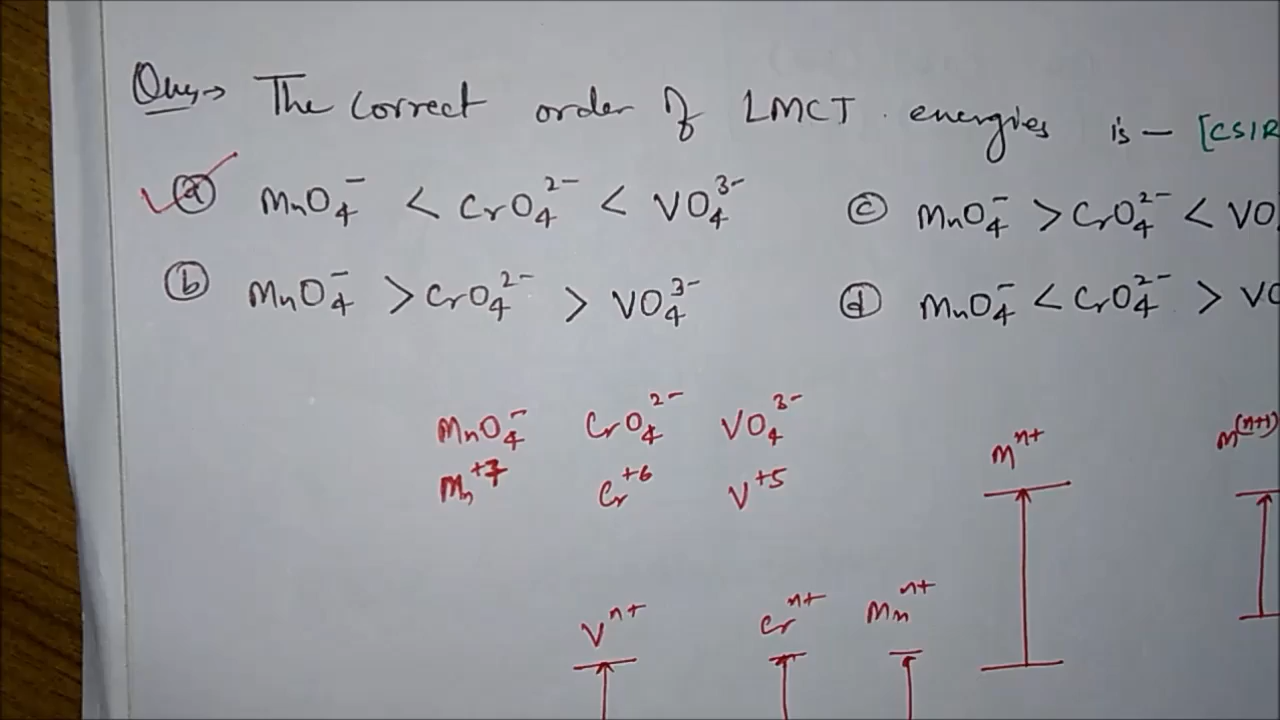 Ques→ The correct order of LMCT energies is — [CSIR
(a) MnO₄⁻ < CrO₄²⁻ < VO₄³⁻
(c) MnO₄⁻ > CrO₄²⁻ < VO
(b) MnO₄⁻ > CrO₄²⁻ > VO₄³⁻
(d) MnO₄⁻ < CrO₄²⁻ > VO
MnO₄⁻ CrO₄²⁻ VO₄³⁻
Mn⁺⁷ Cr⁺⁶ V⁺⁵
Mⁿ⁺ M⁽ⁿ⁺¹⁾
Vⁿ⁺ Crⁿ⁺ Mnⁿ⁺